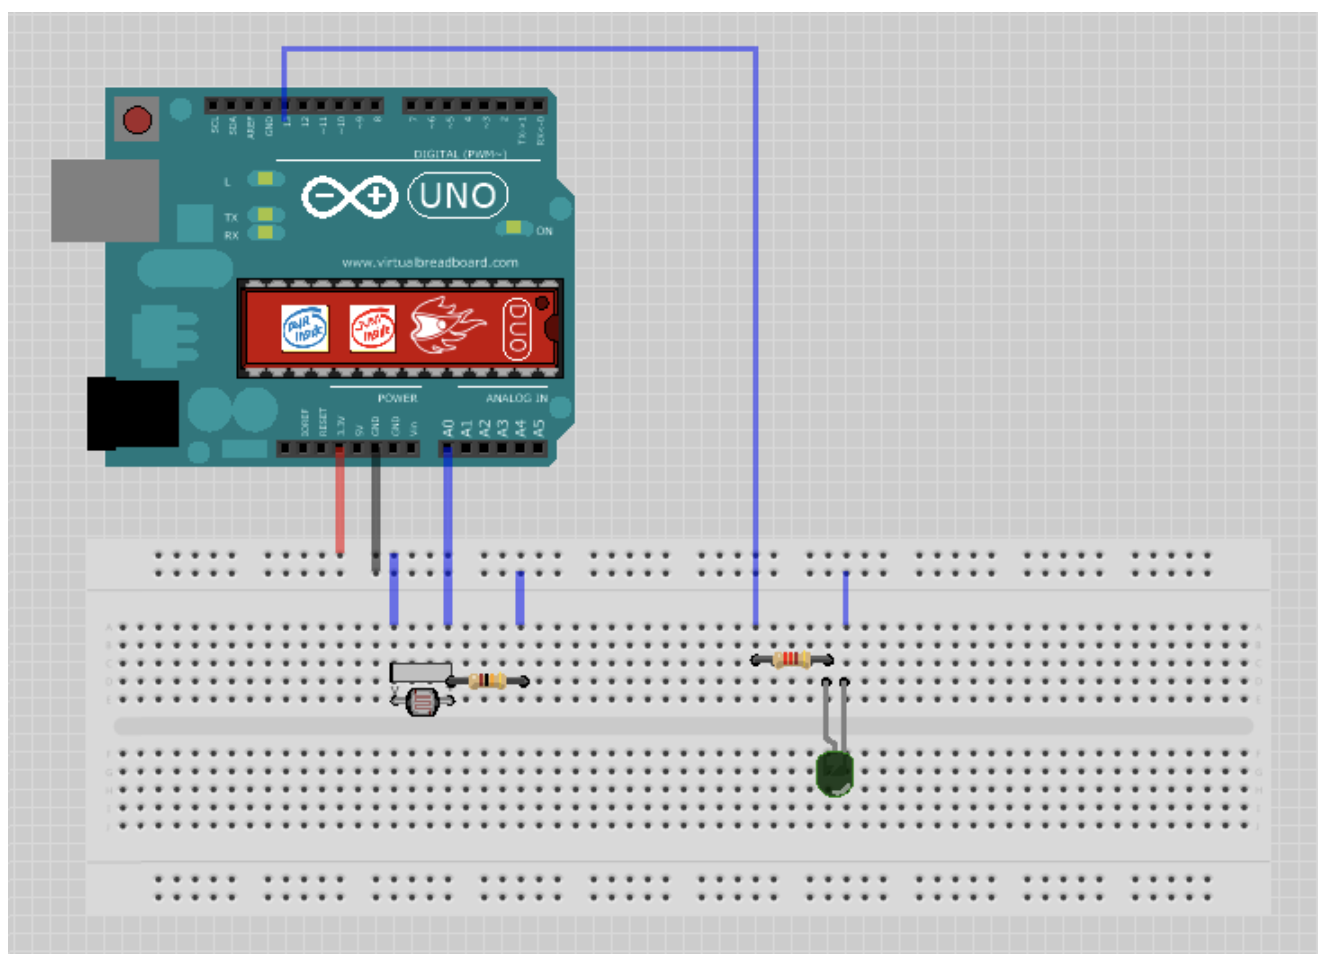 SCL SDA AREF GND 1 12 ~11 ~10 ~9 8 7 ~6 ~5 4 ~3 2 TX->1 RX<-0
DIGITAL (PWM~)
L
UNO
TX
RX
ON
www.virtualbreadboard.com
DUO
POWER
ANALOG IN
IOREF RESET 3.3V 5V GND GND Vin A0 A1 A2 A3 A4 A5